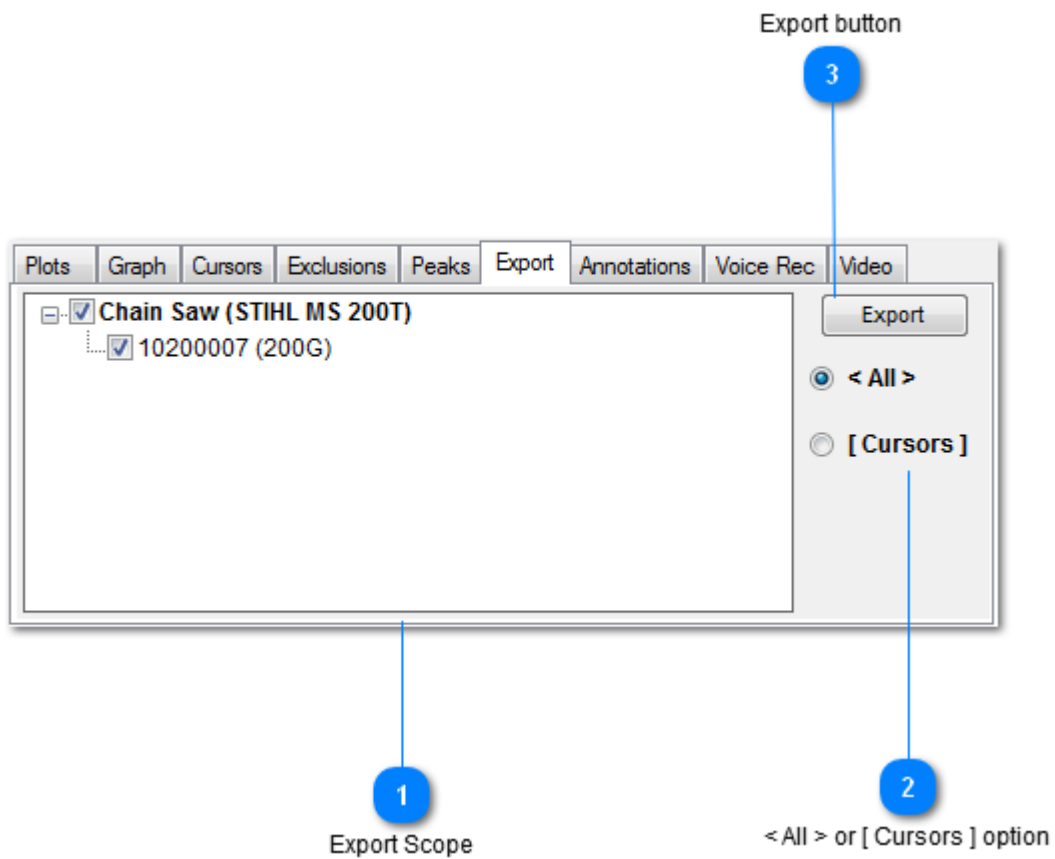 Export button
3
Plots Graph Cursors Exclusions Peaks Export Annotations Voice Rec Video
Chain Saw (STIHL MS 200T)
Export
10200007 (200G)
< All >
[ Cursors ]
1
2
Export Scope
< All > or [ Cursors ] option